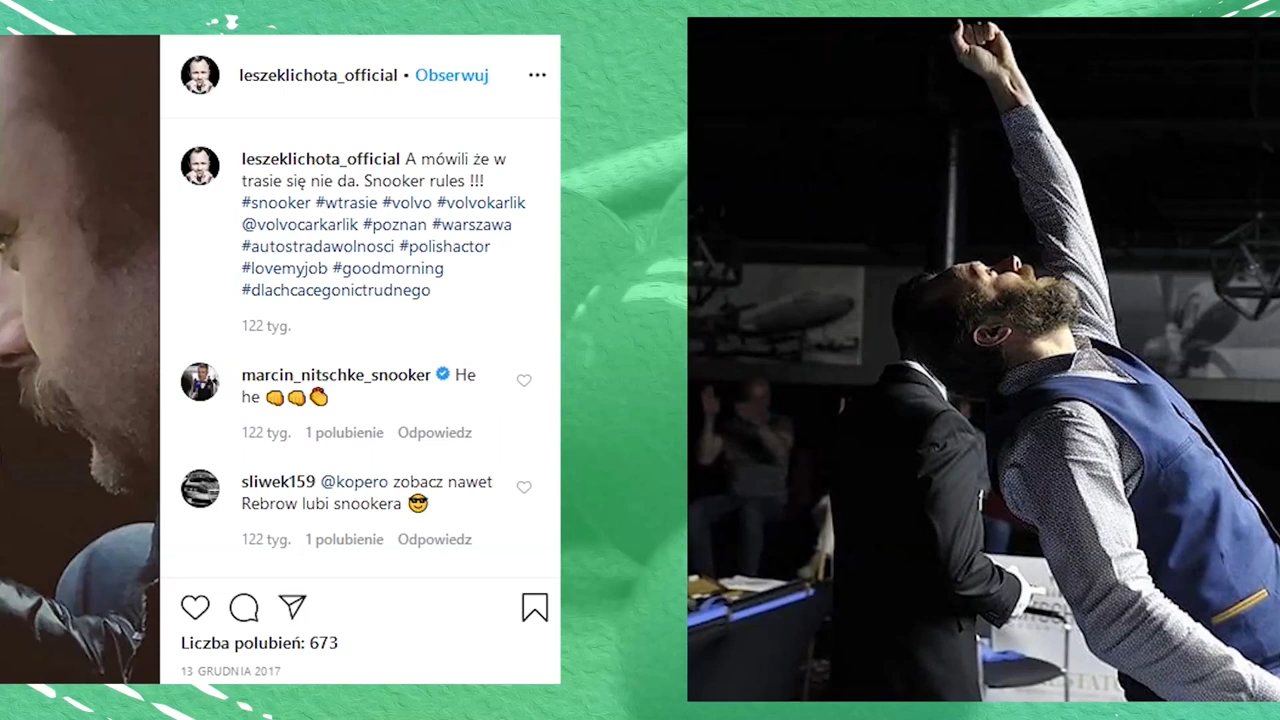 leszeklichota_official • Obserwuj
leszeklichota_official A mówili że w
trasie się nie da. Snooker rules !!!
#snooker #wtrasie #volvo #volvokarlik
@volvocarkarlik #poznan #warszawa
#autostradawolnosci #polishactor
#lovemyjob #goodmorning
#dlachcacegonictrudnego
122 tyg.
marcin_nitschke_snooker He
he 👊👊👏
122 tyg. 1 polubienie Odpowiedz
sliwek159 @kopero zobacz nawet
Rebrow lubi snookera 😎
122 tyg. 1 polubienie Odpowiedz
Liczba polubień: 673
13 GRUDNIA 2017